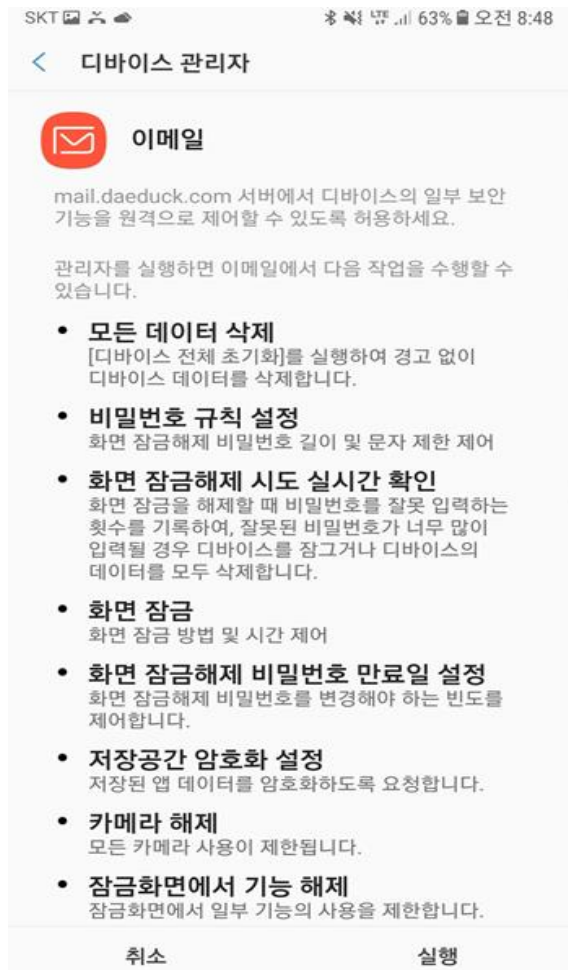 SKT 63% 오전 8:48
디바이스 관리자
이메일
mail.daeduck.com 서버에서 디바이스의 일부 보안
기능을 원격으로 제어할 수 있도록 허용하세요.
관리자를 실행하면 이메일에서 다음 작업을 수행할 수
있습니다.
• 모든 데이터 삭제
[디바이스 전체 초기화]를 실행하여 경고 없이
디바이스 데이터를 삭제합니다.
• 비밀번호 규칙 설정
화면 잠금해제 비밀번호 길이 및 문자 제한 제어
• 화면 잠금해제 시도 실시간 확인
화면 잠금을 해제할 때 비밀번호를 잘못 입력하는
횟수를 기록하여, 잘못된 비밀번호가 너무 많이
입력될 경우 디바이스를 잠그거나 디바이스의
데이터를 모두 삭제합니다.
• 화면 잠금
화면 잠금 방법 및 시간 제어
• 화면 잠금해제 비밀번호 만료일 설정
화면 잠금해제 비밀번호를 변경해야 하는 빈도를
제어합니다.
• 저장공간 암호화 설정
저장된 앱 데이터를 암호화하도록 요청합니다.
• 카메라 해제
모든 카메라 사용이 제한됩니다.
• 잠금화면에서 기능 해제
잠금화면에서 일부 기능의 사용을 제한합니다.
취소 실행